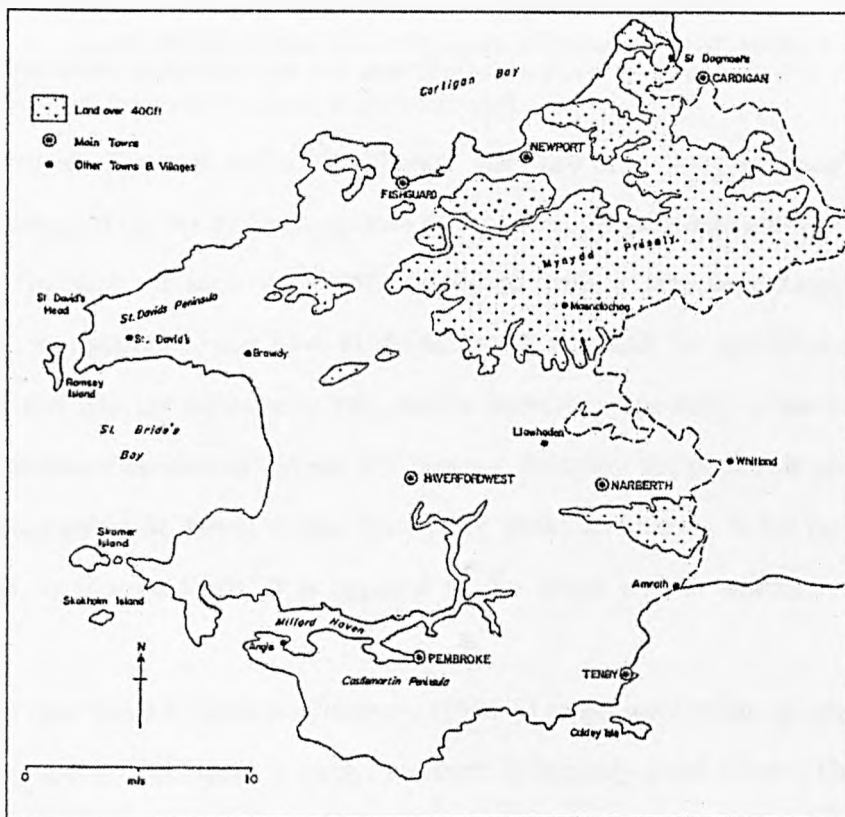 Cardigan Bay
St Dogmael's
CARDIGAN
Land over 400ft
Main Towns
Other Towns & Villages
NEWPORT
FISHGUARD
Mynydd Presely
Maenclochog
St David's
Head
St. Davids Peninsula
St. David's
Brawdy
Ramsey
Island
St. Bride's
Bay
Llawhaden
Whitland
HAVERFORDWEST
NARBERTH
Skomer
Island
Skokholm Island
Amroth
Milford Haven
Angle
PEMBROKE
Castlemartin Peninsula
TENBY
Caldey Isle
N
0 10
mls